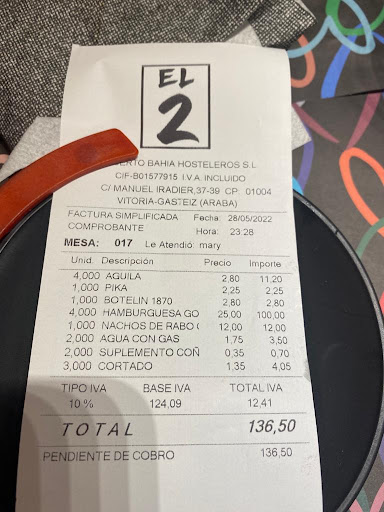 EL
2
BAHIA HOSTELEROS S.L
CIF-B01577915 I.V.A. INCLUIDO
C/ MANUEL IRADIER,37-39 CP: 01004
VITORIA-GASTEIZ (ARABA)
FACTURA SIMPLIFICADA Fecha: 28/05/2022
COMPROBANTE Hora: 23:28
MESA: 017 Le Atendió mary
Unid. Descripción Precio Importe
4,000 AGUILA 2,80 11,20
1,000 PIKA 2,25 2,25
1,000 BOTELIN 1870 2,80 2,80
4,000 HAMBURGUESA GO 25,00 100,00
1,000 NACHOS DE RABO ( 12,00 12,00
2,000 AGUA CON GAS 1,75 3,50
2,000 SUPLEMENTO COÑ 0,35 0,70
3,000 CORTADO 1,35 4,05
TIPO IVA BASE IVA TOTAL IVA
10 % 124,09 12,41
TOTAL 136,50
PENDIENTE DE COBRO 136,50